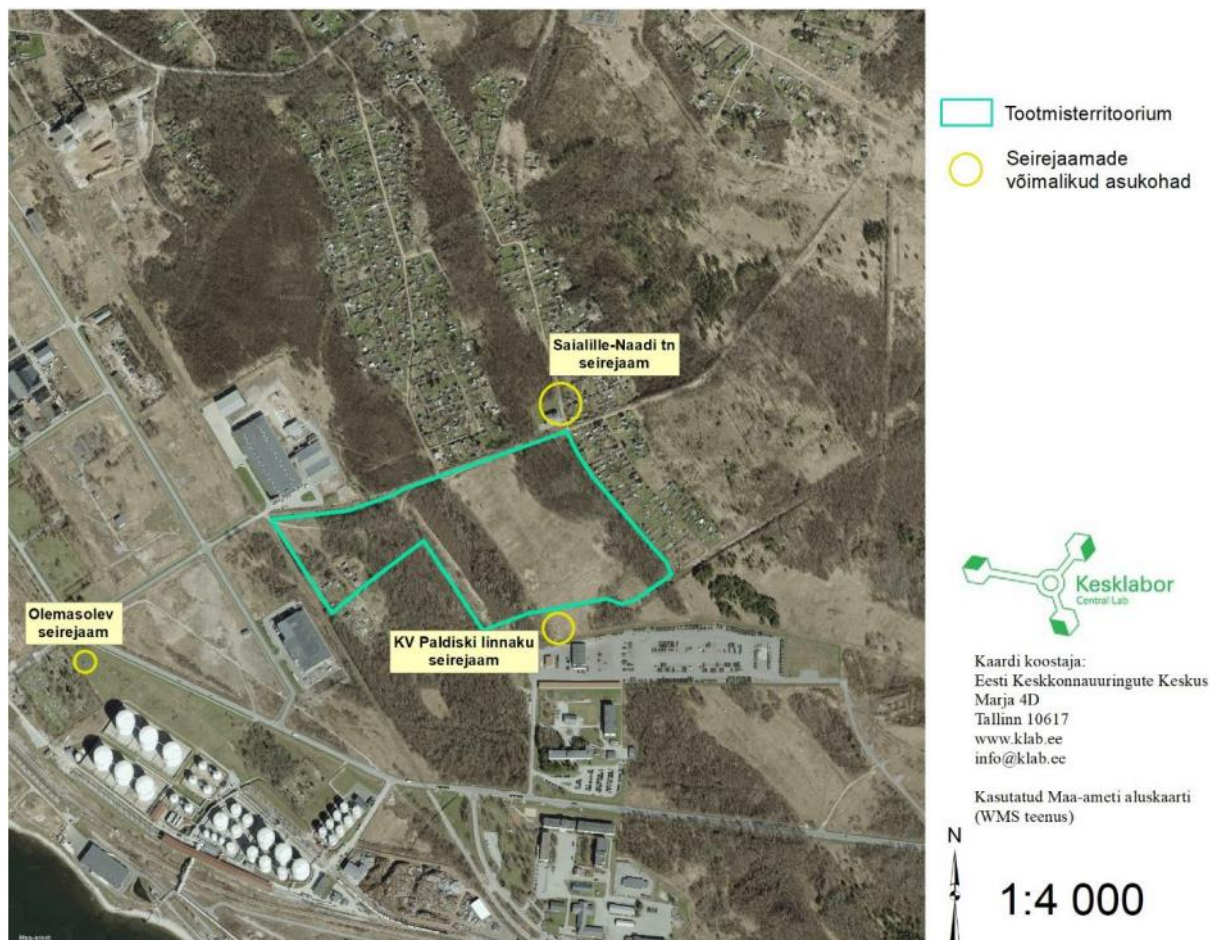 Tootmisterritoorium
Seirejaamade
võimalikud asukohad
Saialille-Naadi tn
seirejaam
Olemasolev
seirejaam
KV Paldiski linnaku
seirejaam
Kesklabor
Central Lab
Kaardi koostaja:
Eesti Keskkonnauuringute Keskus
Marja 4D
Tallinn 10617
www.klab.ee
info@klab.ee
Kasutatud Maa-ameti aluskaarti
(WMS teenus)
N
1:4 000
Maa-amet